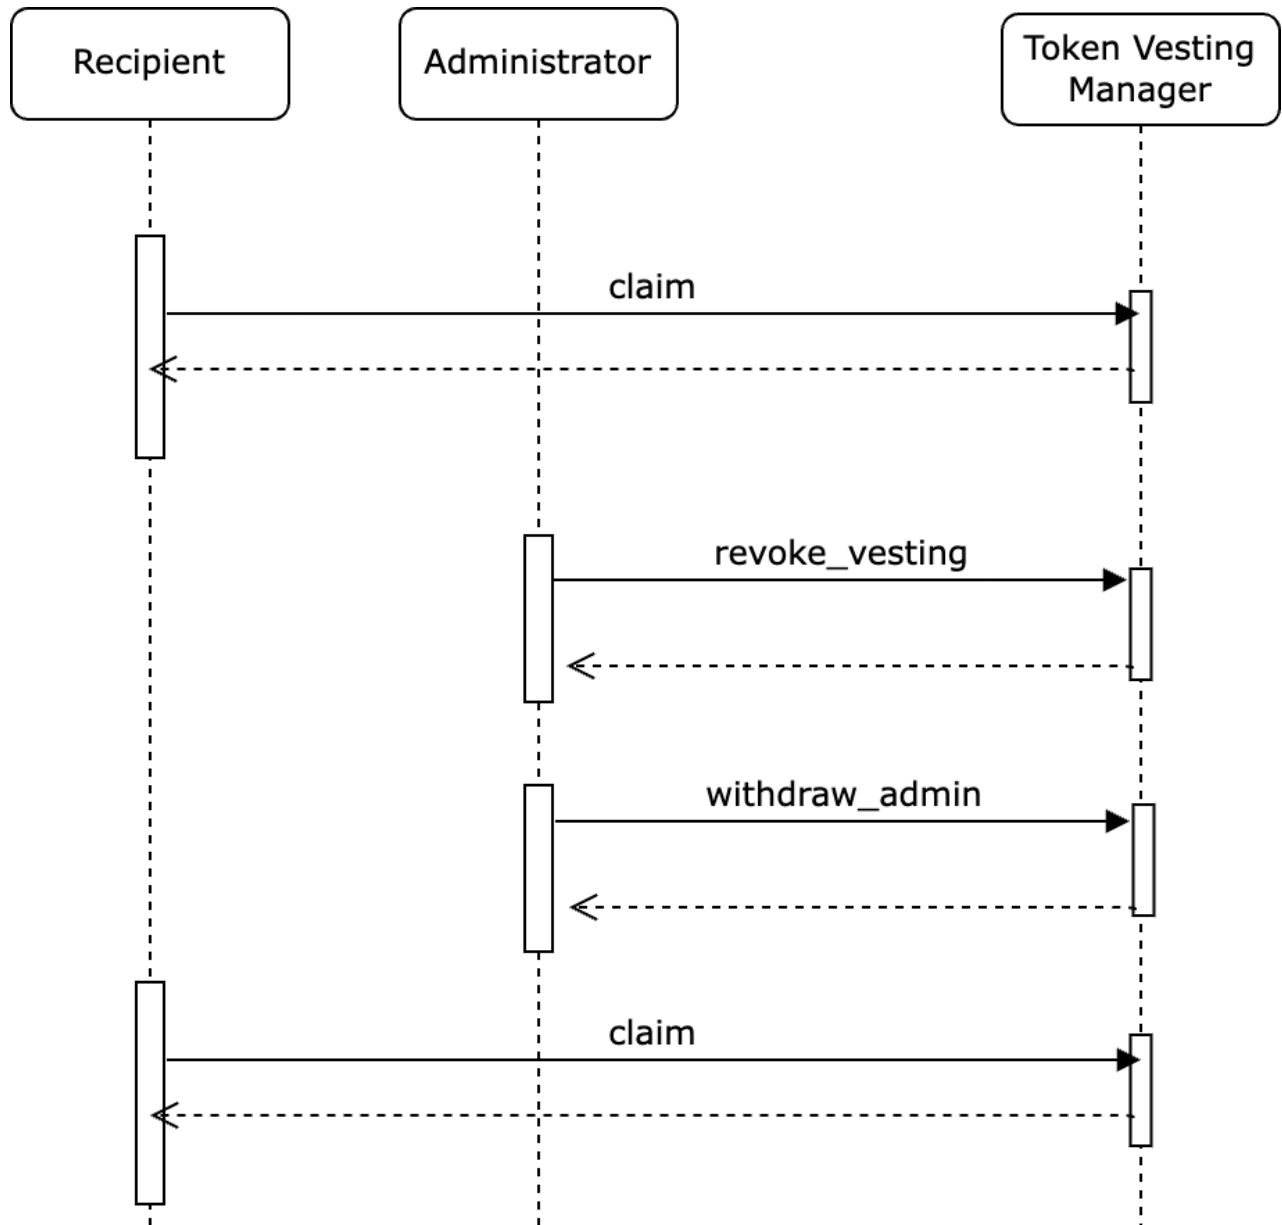 Recipient
Administrator
Token Vesting
Manager
claim
revoke_vesting
withdraw_admin
claim